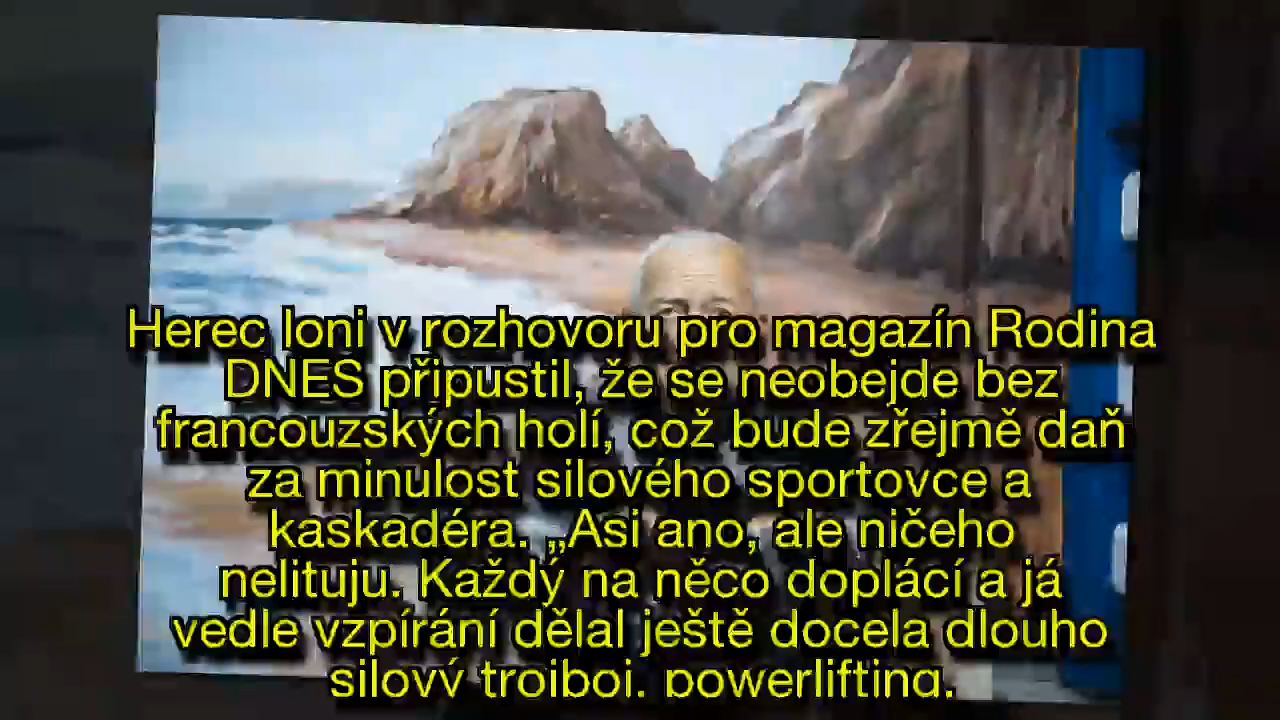 Herec loni v rozhovoru pro magazín Rodina
DNES připustil, že se neobejde bez
francouzských holí, což bude zřejmě daň
za minulost silového sportovce a
kaskadéra. „Asi ano, ale ničeho
nelituju. Každý na něco doplácí a já
vedle vzpírání dělal ještě docela dlouho
silový trojboj, powerlifting.